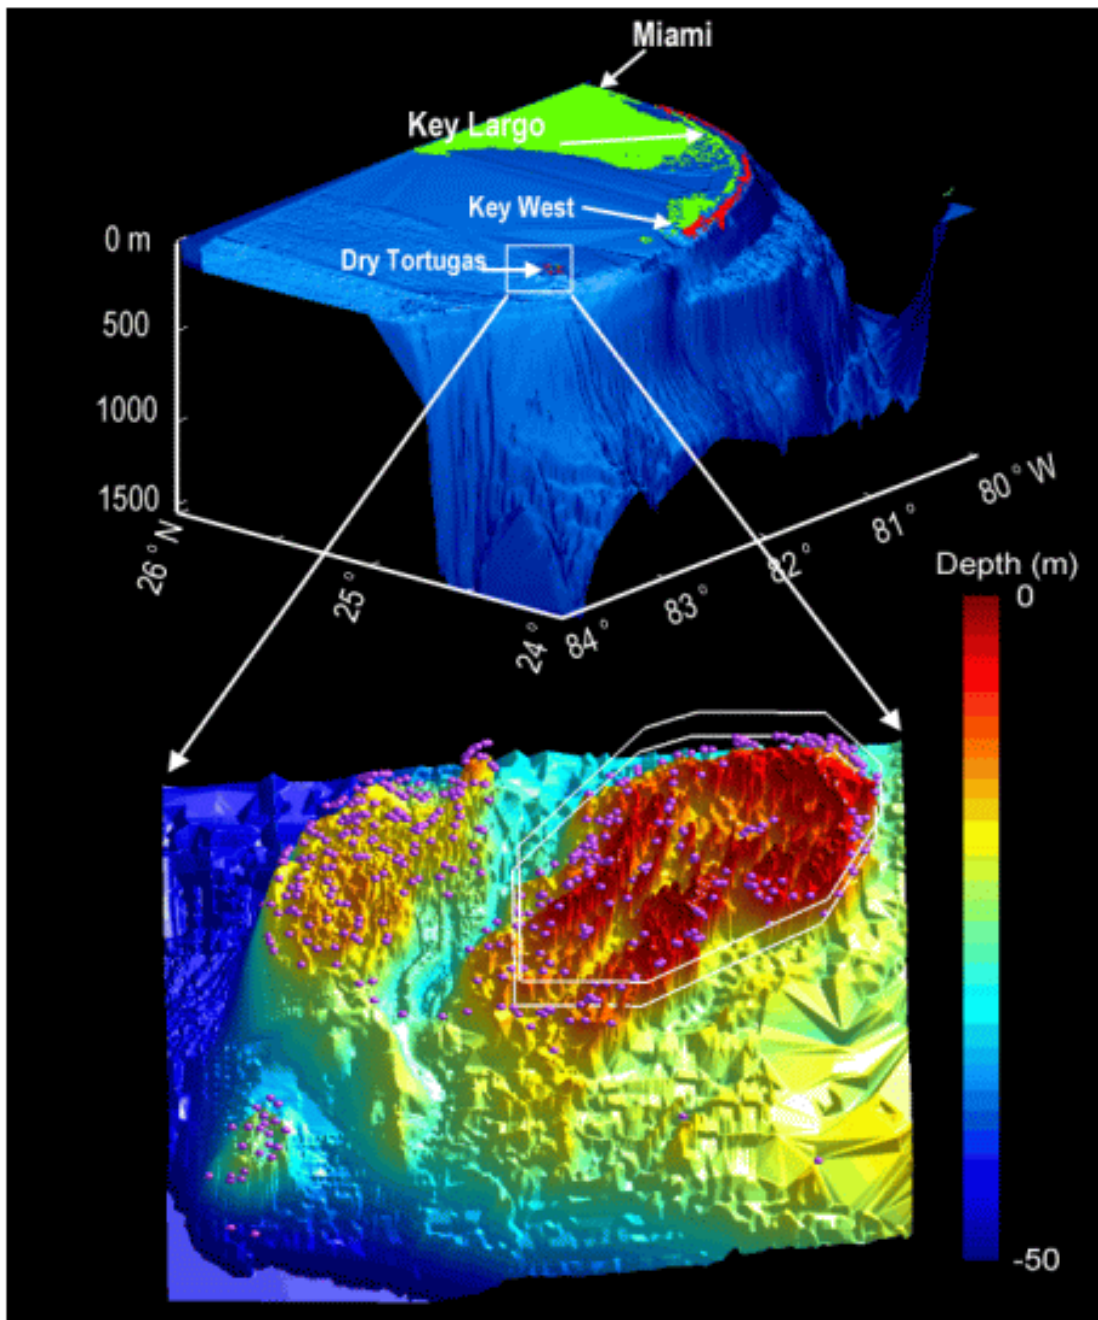 Miami
Key Largo
Key West
0 m
Dry Tortugas
500
1000
1500
26 ° N
25 °
24 °
84 °
83 °
82 °
81 °
80 ° W
Depth (m)
0
-50